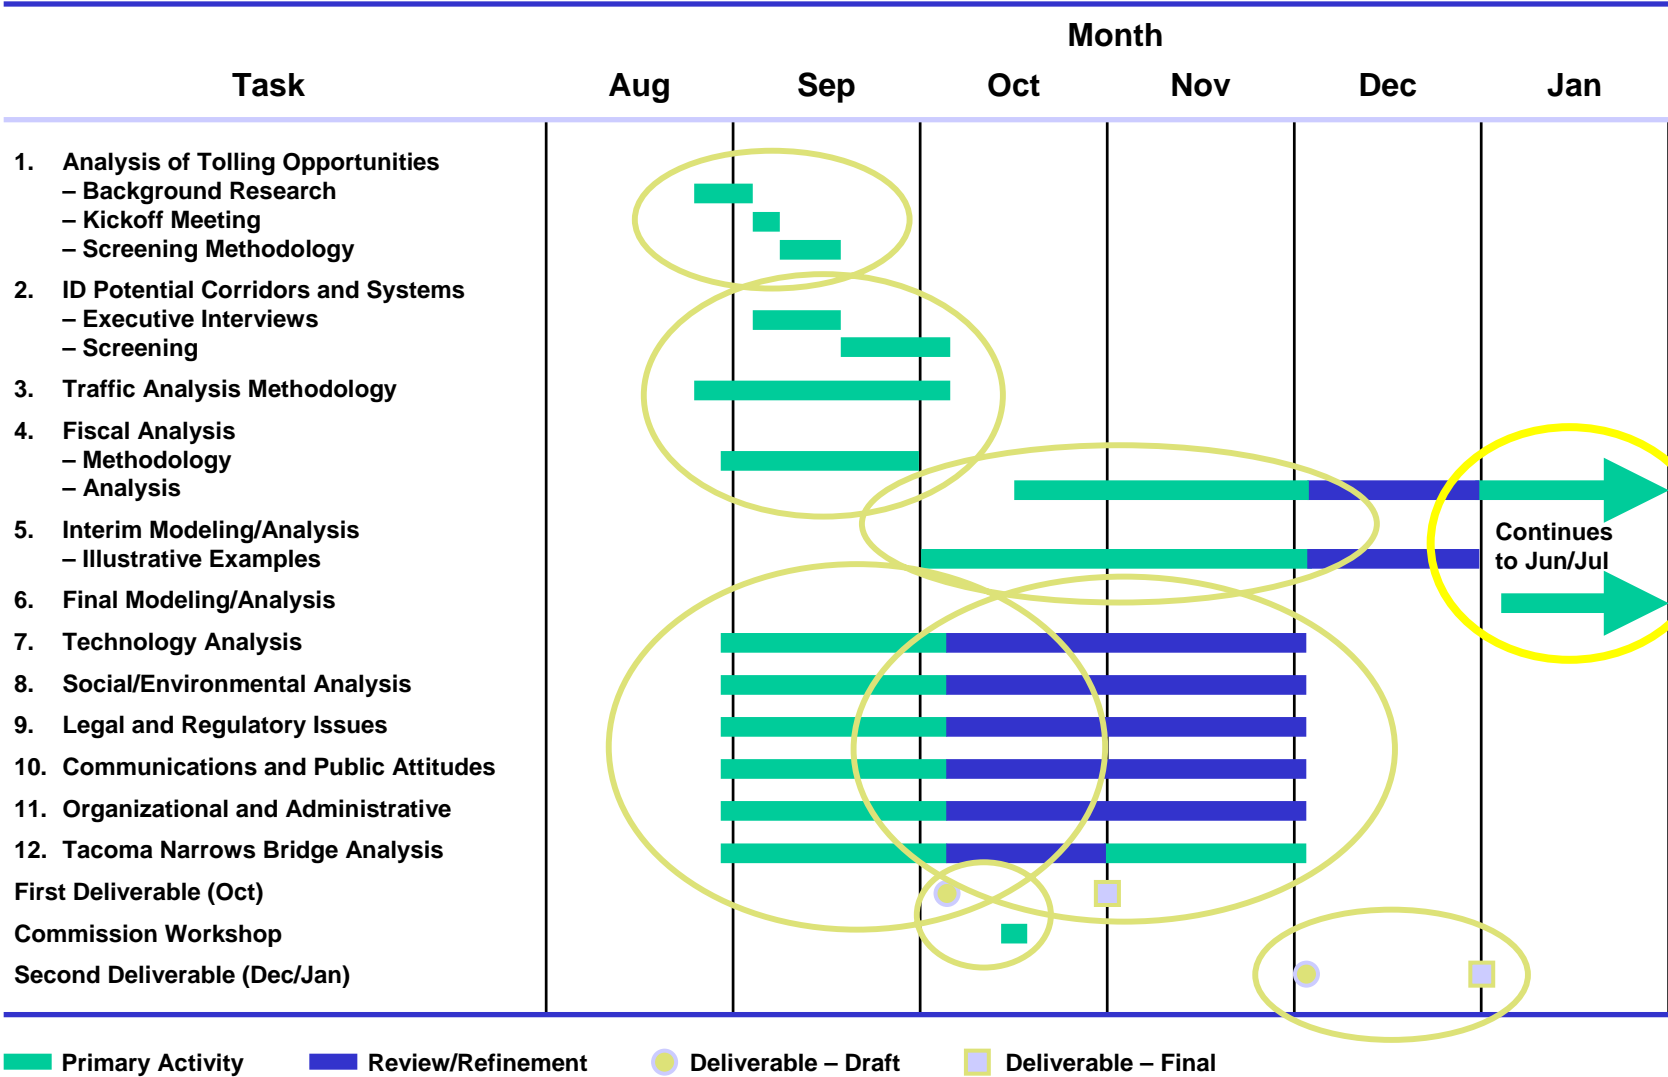 Month
Task Aug Sep Oct Nov Dec Jan
1. Analysis of Tolling Opportunities
– Background Research
– Kickoff Meeting
– Screening Methodology
2. ID Potential Corridors and Systems
– Executive Interviews
– Screening
3. Traffic Analysis Methodology
4. Fiscal Analysis
– Methodology
– Analysis
5. Interim Modeling/Analysis
– Illustrative Examples
Continues
to Jun/Jul
6. Final Modeling/Analysis
7. Technology Analysis
8. Social/Environmental Analysis
9. Legal and Regulatory Issues
10. Communications and Public Attitudes
11. Organizational and Administrative
12. Tacoma Narrows Bridge Analysis
First Deliverable (Oct)
Commission Workshop
Second Deliverable (Dec/Jan)
Primary Activity Review/Refinement Deliverable – Draft Deliverable – Final